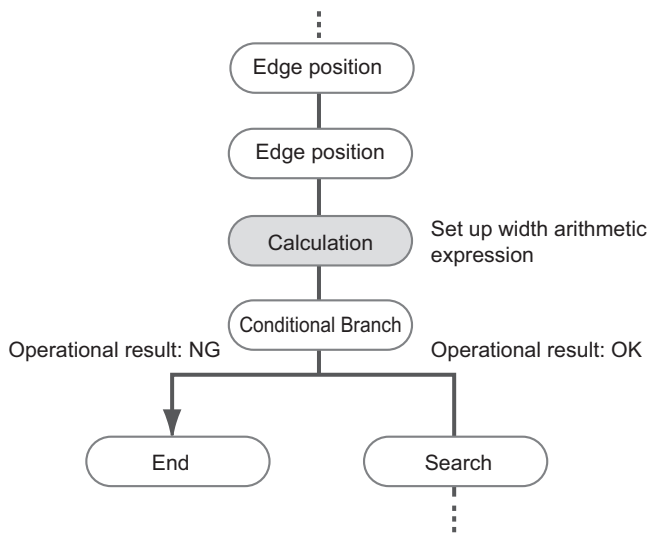 Edge position
Edge position
Calculation
Set up width arithmetic
expression
Conditional Branch
Operational result: NG
Operational result: OK
End
Search